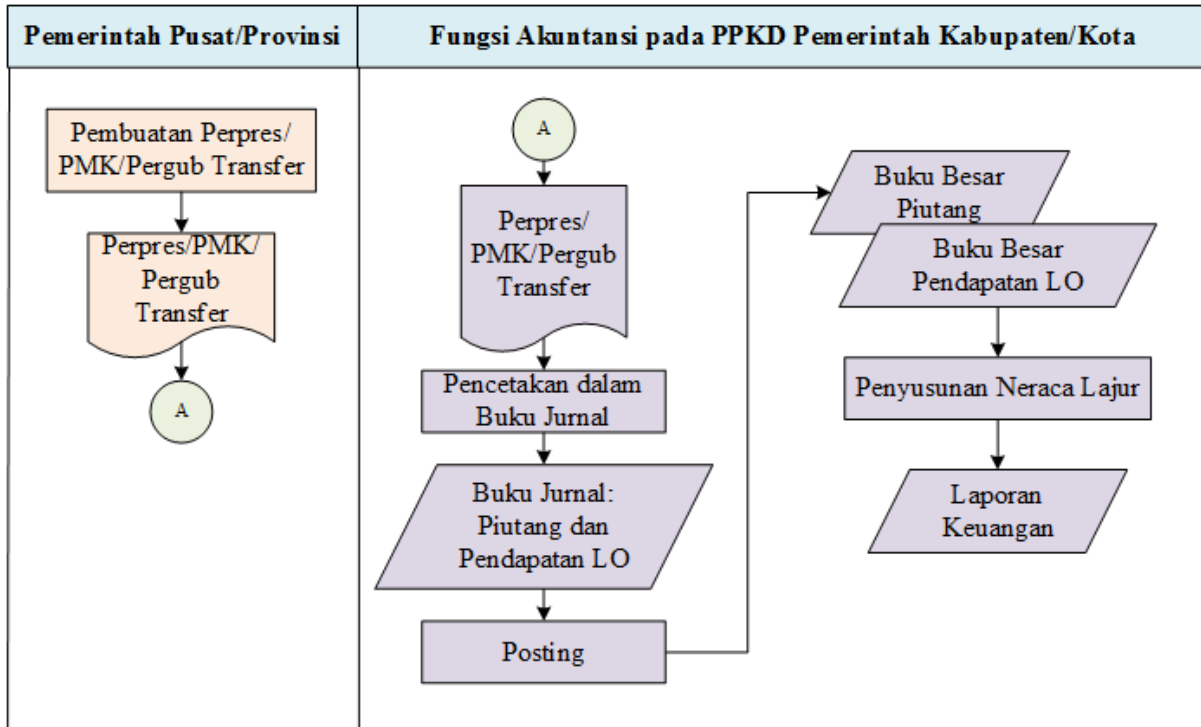 Pemerintah Pusat/Provinsi
Fungsi Akuntansi pada PPKD Pemerintah Kabupaten/Kota
Pembuatan Perpres/
PMK/Pergub Transfer
Perpres/PMK/
Pergub
Transfer
A
A
Perpres/
PMK/Pergub
Transfer
Pencetakan dalam
Buku Jurnal
Buku Jurnal:
Piutang dan
Pendapatan LO
Posting
Buku Besar
Piutang
Buku Besar
Pendapatan LO
Penyusunan Neraca Lajur
Laporan
Keuangan